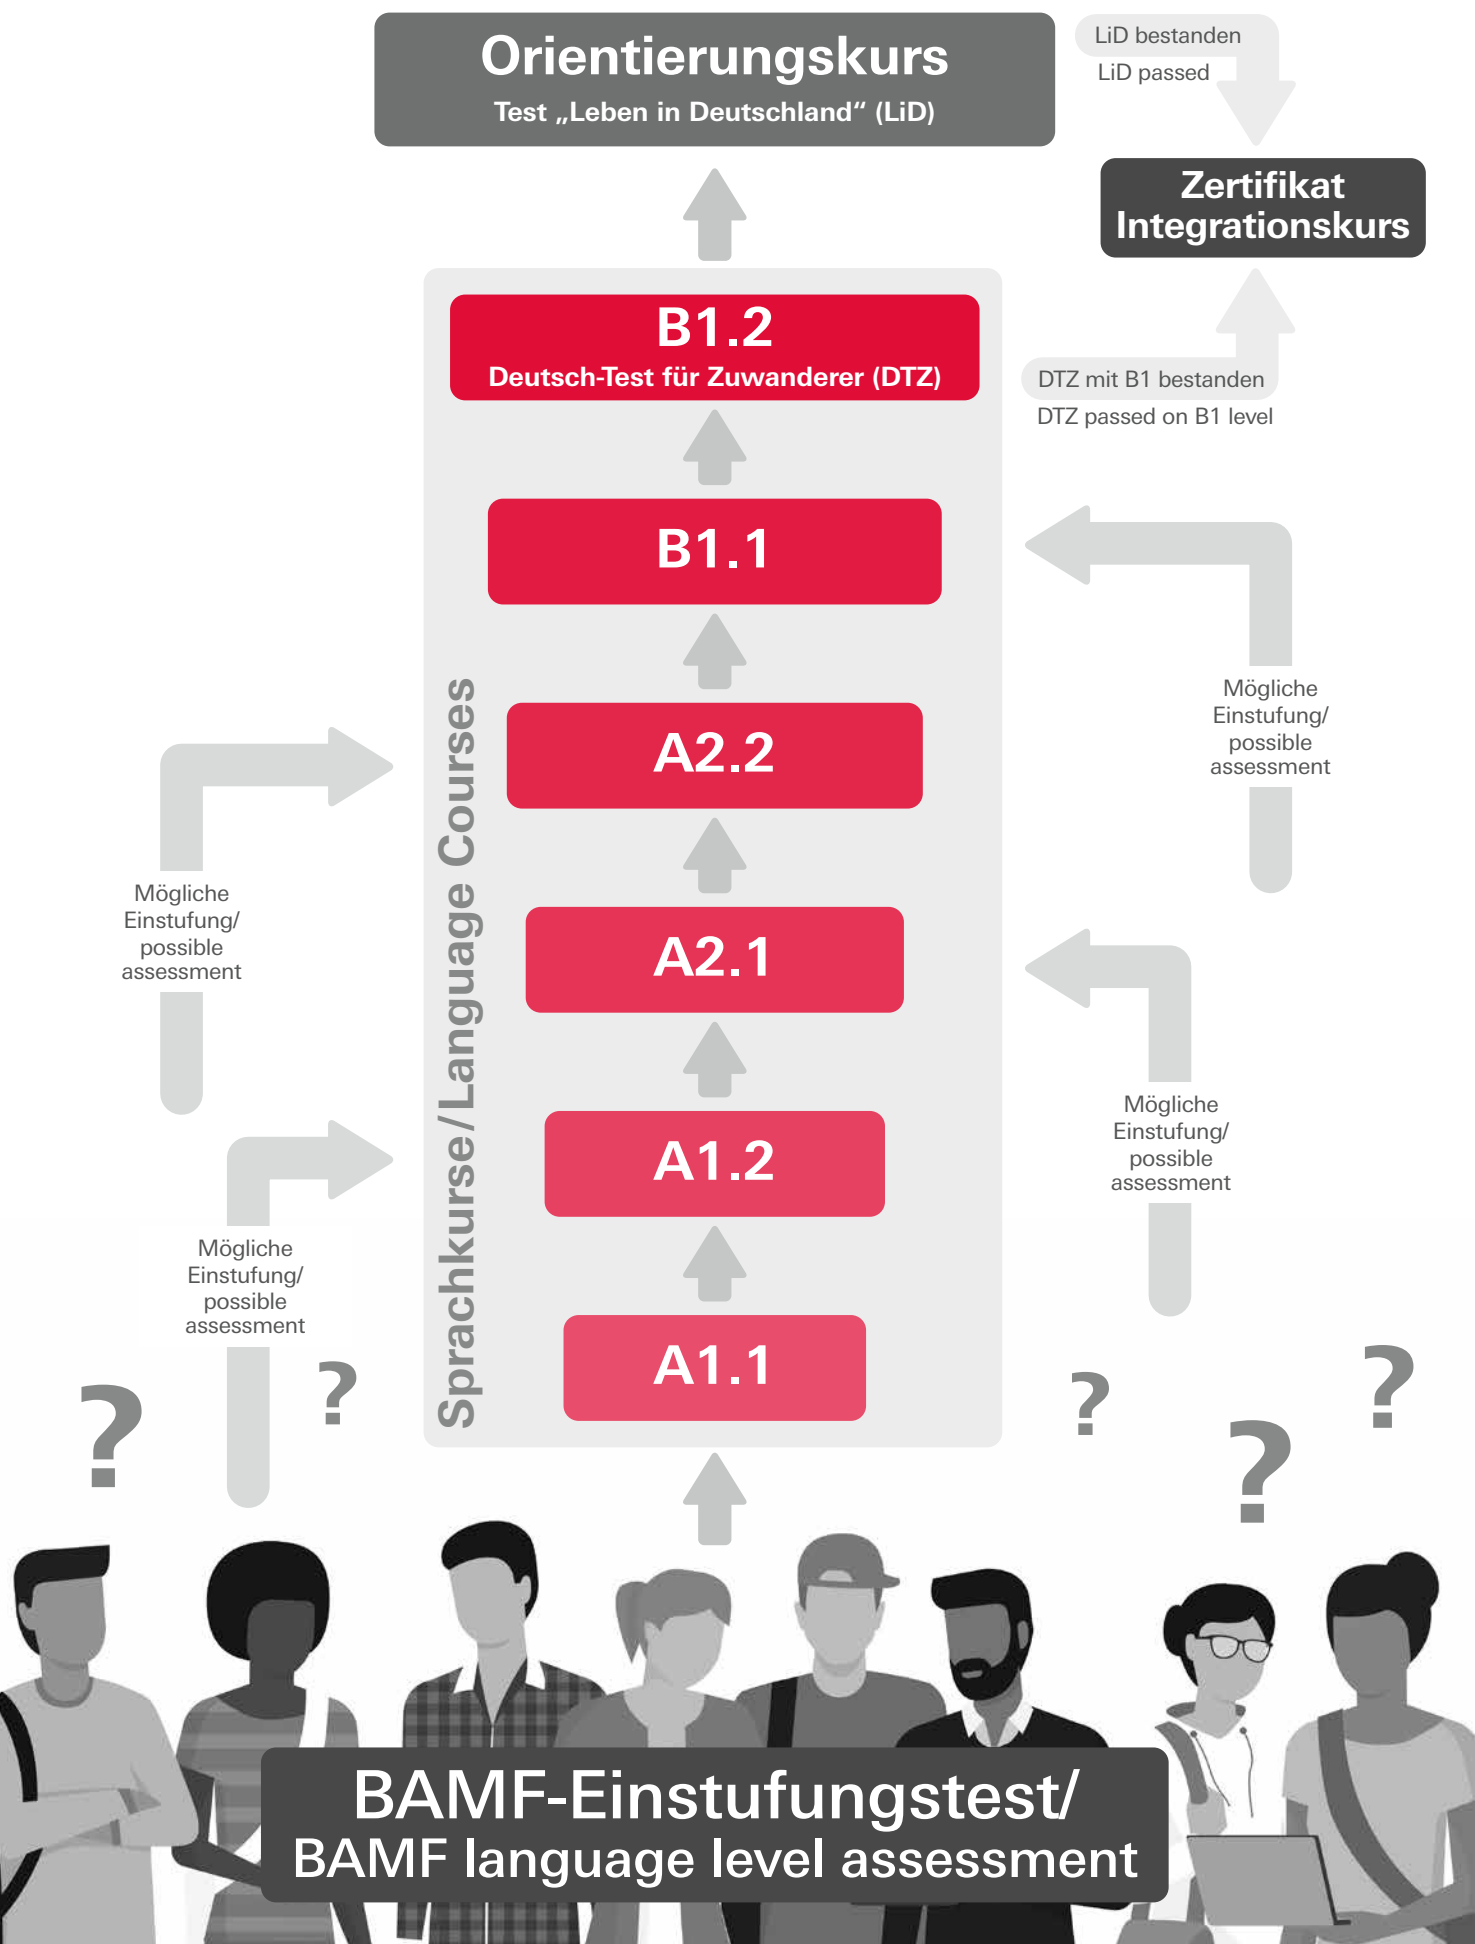 Orientierungskurs
Test „Leben in Deutschland“ (LiD)
LiD bestanden
LiD passed
Zertifikat
Integrationskurs
B1.2
Deutsch-Test für Zuwanderer (DTZ)
DTZ mit B1 bestanden
DTZ passed on B1 level
B1.1
Mögliche
Einstufung/
possible
assessment
A2.2
Sprachkurse/Language Courses
Mögliche
Einstufung/
possible
assessment
A2.1
Mögliche
Einstufung/
possible
assessment
A1.2
Mögliche
Einstufung/
possible
assessment
A1.1
?
?
?
?
?
BAMF-Einstufungstest/
BAMF language level assessment